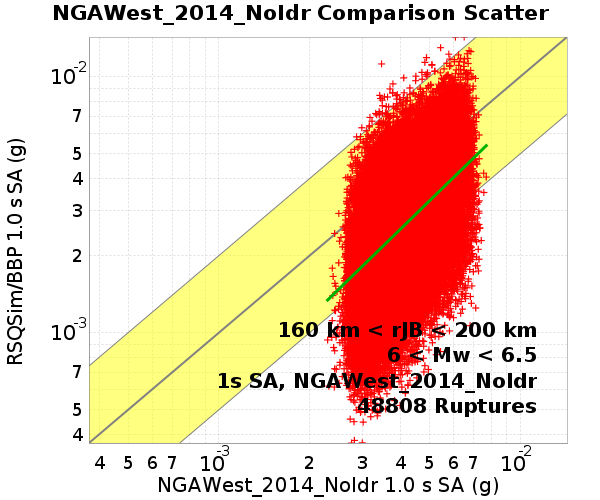 NGAWest_2014_NoIdr Comparison Scatter
RSQSim/BBP 1.0 s SA (g)
10-2
7
5
4
3
2
10-3
7
5
4
160 km < rJB < 200 km
6 < Mw < 6.5
1s SA, NGAWest_2014_NoIdr
48808 Ruptures
4 5 6 7 10-3 2 3 4 5 6 7 10-2
NGAWest_2014_NoIdr 1.0 s SA (g)